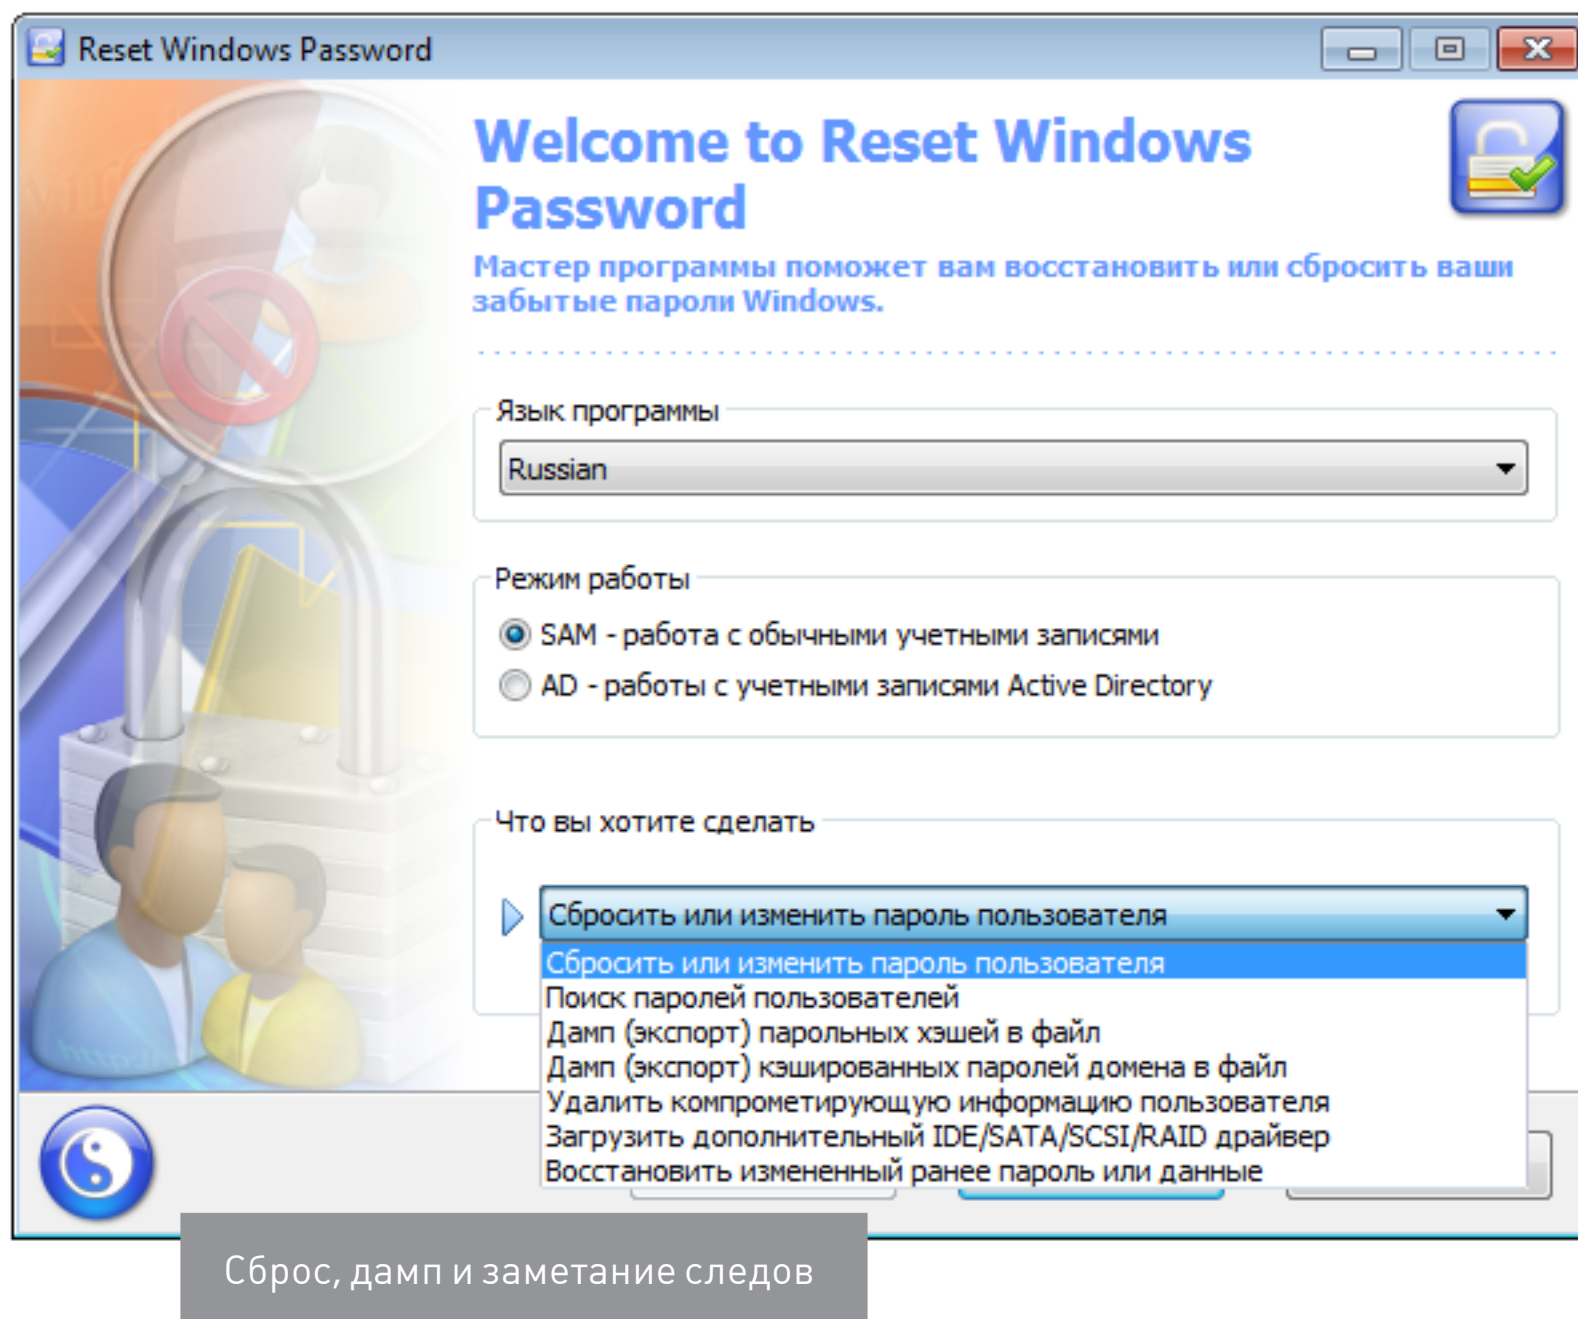 Reset Windows Password
Welcome to Reset Windows
Password
Мастер программы поможет вам восстановить или сбросить ваши
забытые пароли Windows.
Язык программы
Russian
Режим работы
SAM - работа с обычными учетными записями
AD - работы с учетными записями Active Directory
Что вы хотите сделать
Сбросить или изменить пароль пользователя
Сбросить или изменить пароль пользователя
Поиск паролей пользователей
Дамп (экспорт) парольных хэшей в файл
Дамп (экспорт) кэшированных паролей домена в файл
Удалить компрометирующую информацию пользователя
Загрузить дополнительный IDE/SATA/SCSI/RAID драйвер
Восстановить измененный ранее пароль или данные
Сброс, дамп и заметание следов